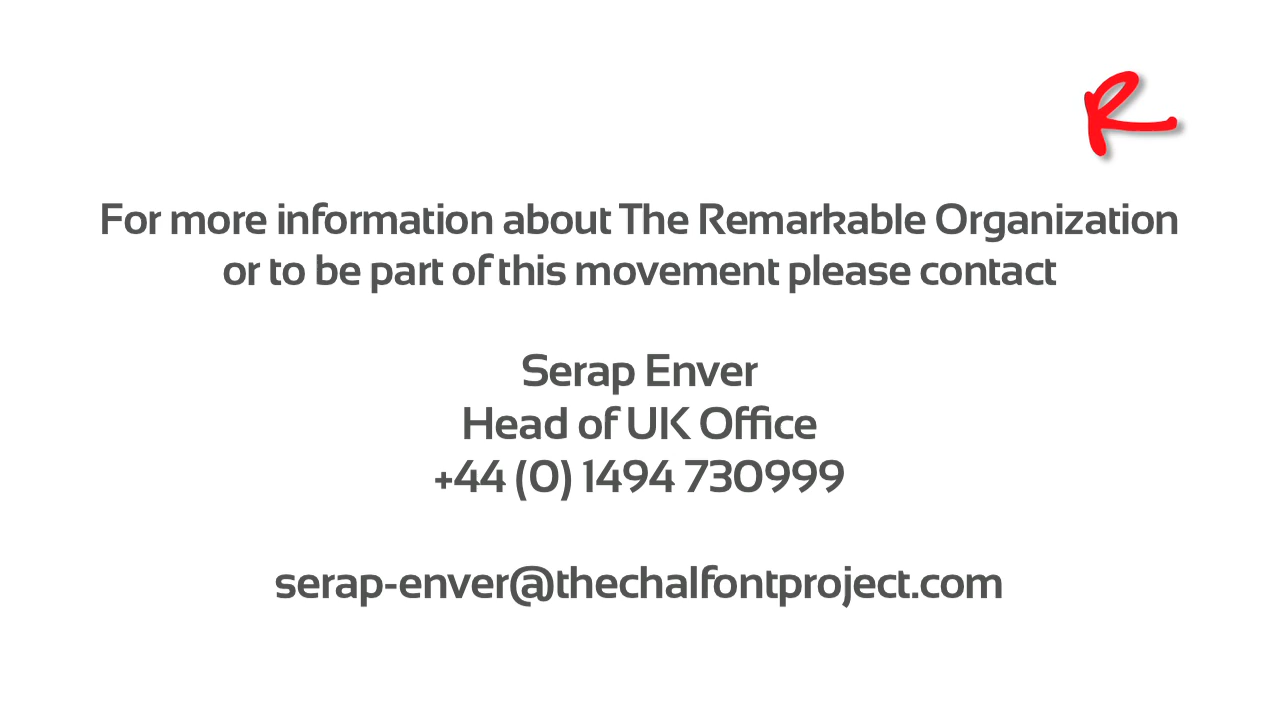 R
For more information about The Remarkable Organization
or to be part of this movement please contact
Serap Enver
Head of UK Office
+44 (0) 1494 730999
serap-enver@thechalfontproject.com